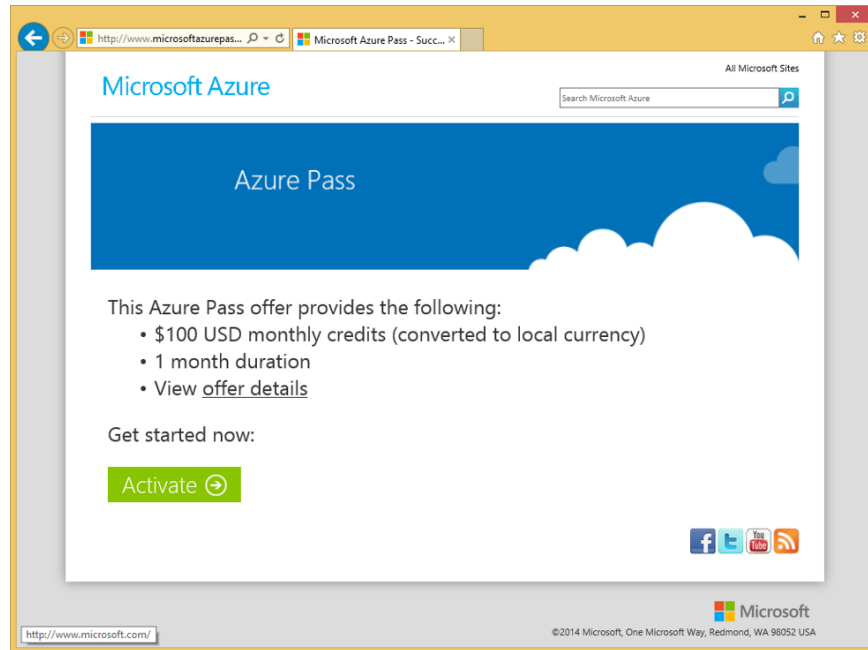 http://www.microsoftazurepas...
Microsoft Azure Pass - Succ...
All Microsoft Sites
Microsoft Azure
Search Microsoft Azure
Azure Pass
This Azure Pass offer provides the following:
• $100 USD monthly credits (converted to local currency)
• 1 month duration
• View offer details
Get started now:
Activate
f
You
Tube
Microsoft
http://www.microsoft.com/
©2014 Microsoft, One Microsoft Way, Redmond, WA 98052 USA